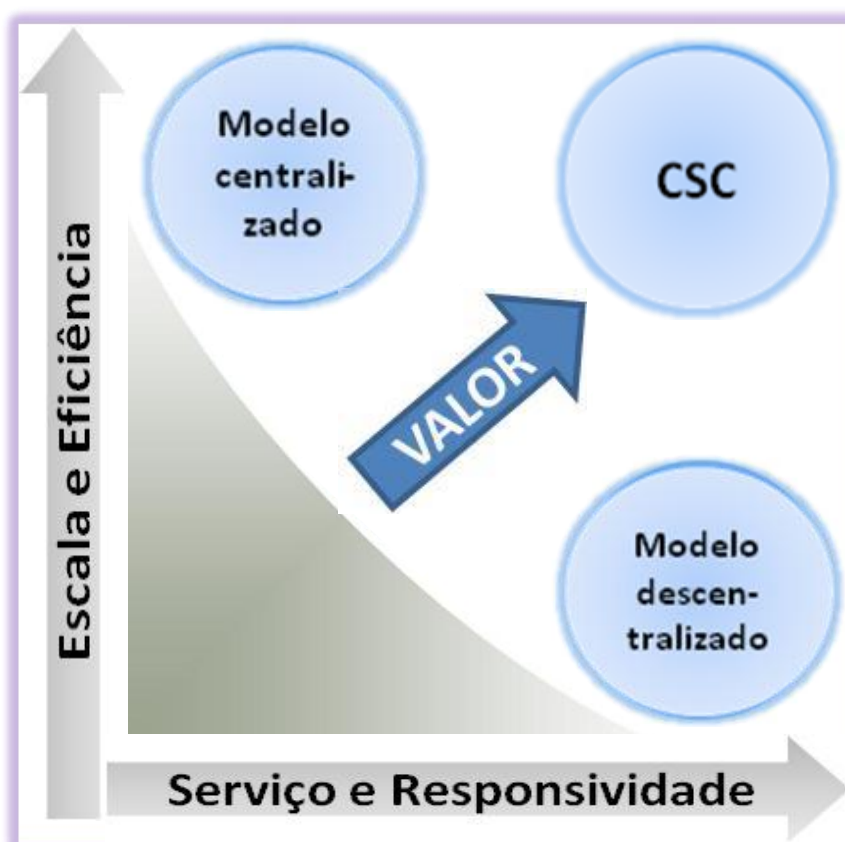 Escala e Eficiência
Modelo
centrali-
zado
CSC
VALOR
Modelo
descen-
tralizado
Serviço e Responsividade